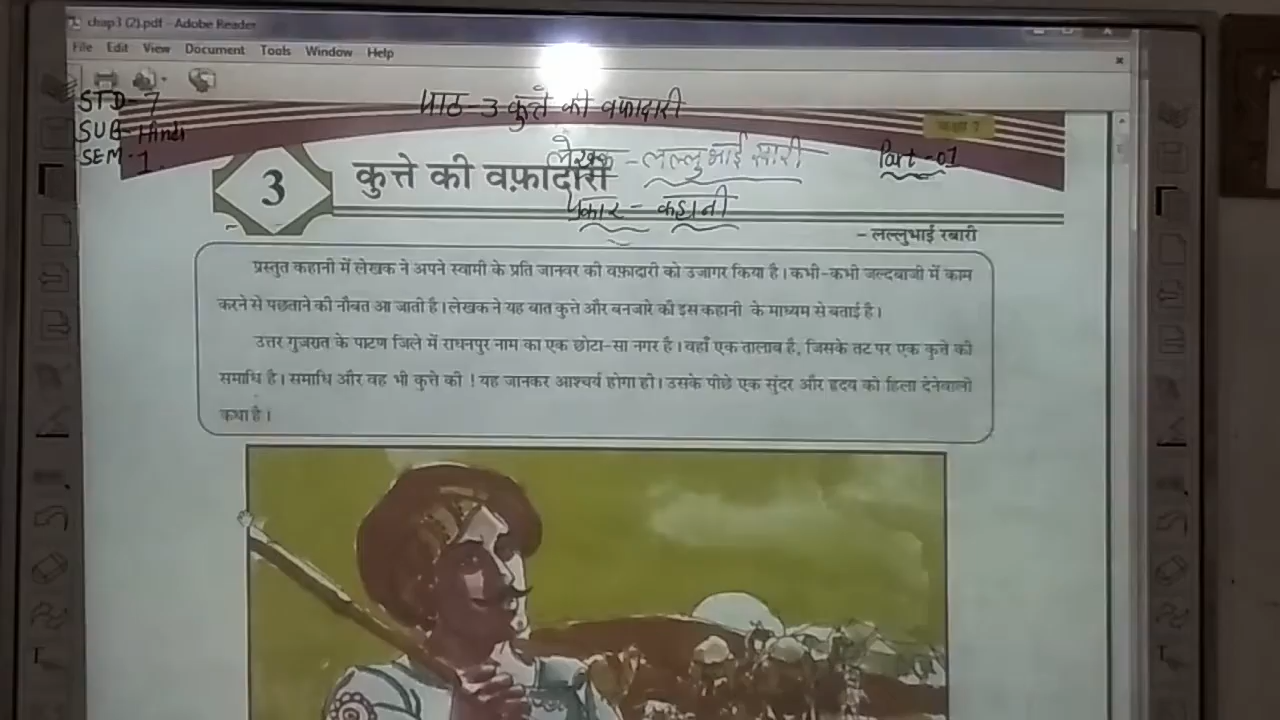 chap3 (2).pdf - Adobe Reader
File Edit View Document Tools Window Help
STD-7
SUB-Hindi
SEM-1.
पाठ-3 कुत्ते की वफादारी
कक्षा 7
लेखक - लल्लुभाई
Part-01
3
कुत्ते की वफ़ादारी
प्रकार - कहानी
- लल्लुभाई रबारी
प्रस्तुत कहानी में लेखक ने अपने स्वामी के प्रति जानवर की वफ़ादारी को उजागर किया है। कभी-कभी जल्दबाजी में काम
करने से पछताने की नौबत आ जाती है। लेखक ने यह बात कुत्ते और बनजारे की इस कहानी के माध्यम से बताई है।
उत्तर गुजरात के पाटण जिले में राधनपुर नाम का एक छोटा-सा नगर है। वहाँ एक तालाब है, जिसके तट पर एक कुत्ते की
समाधि है। समाधि और वह भी कुत्ते की ! यह जानकर आश्चर्य होगा ही। उसके पीछे एक सुंदर और हृदय को हिला देनेवाली
कथा है।